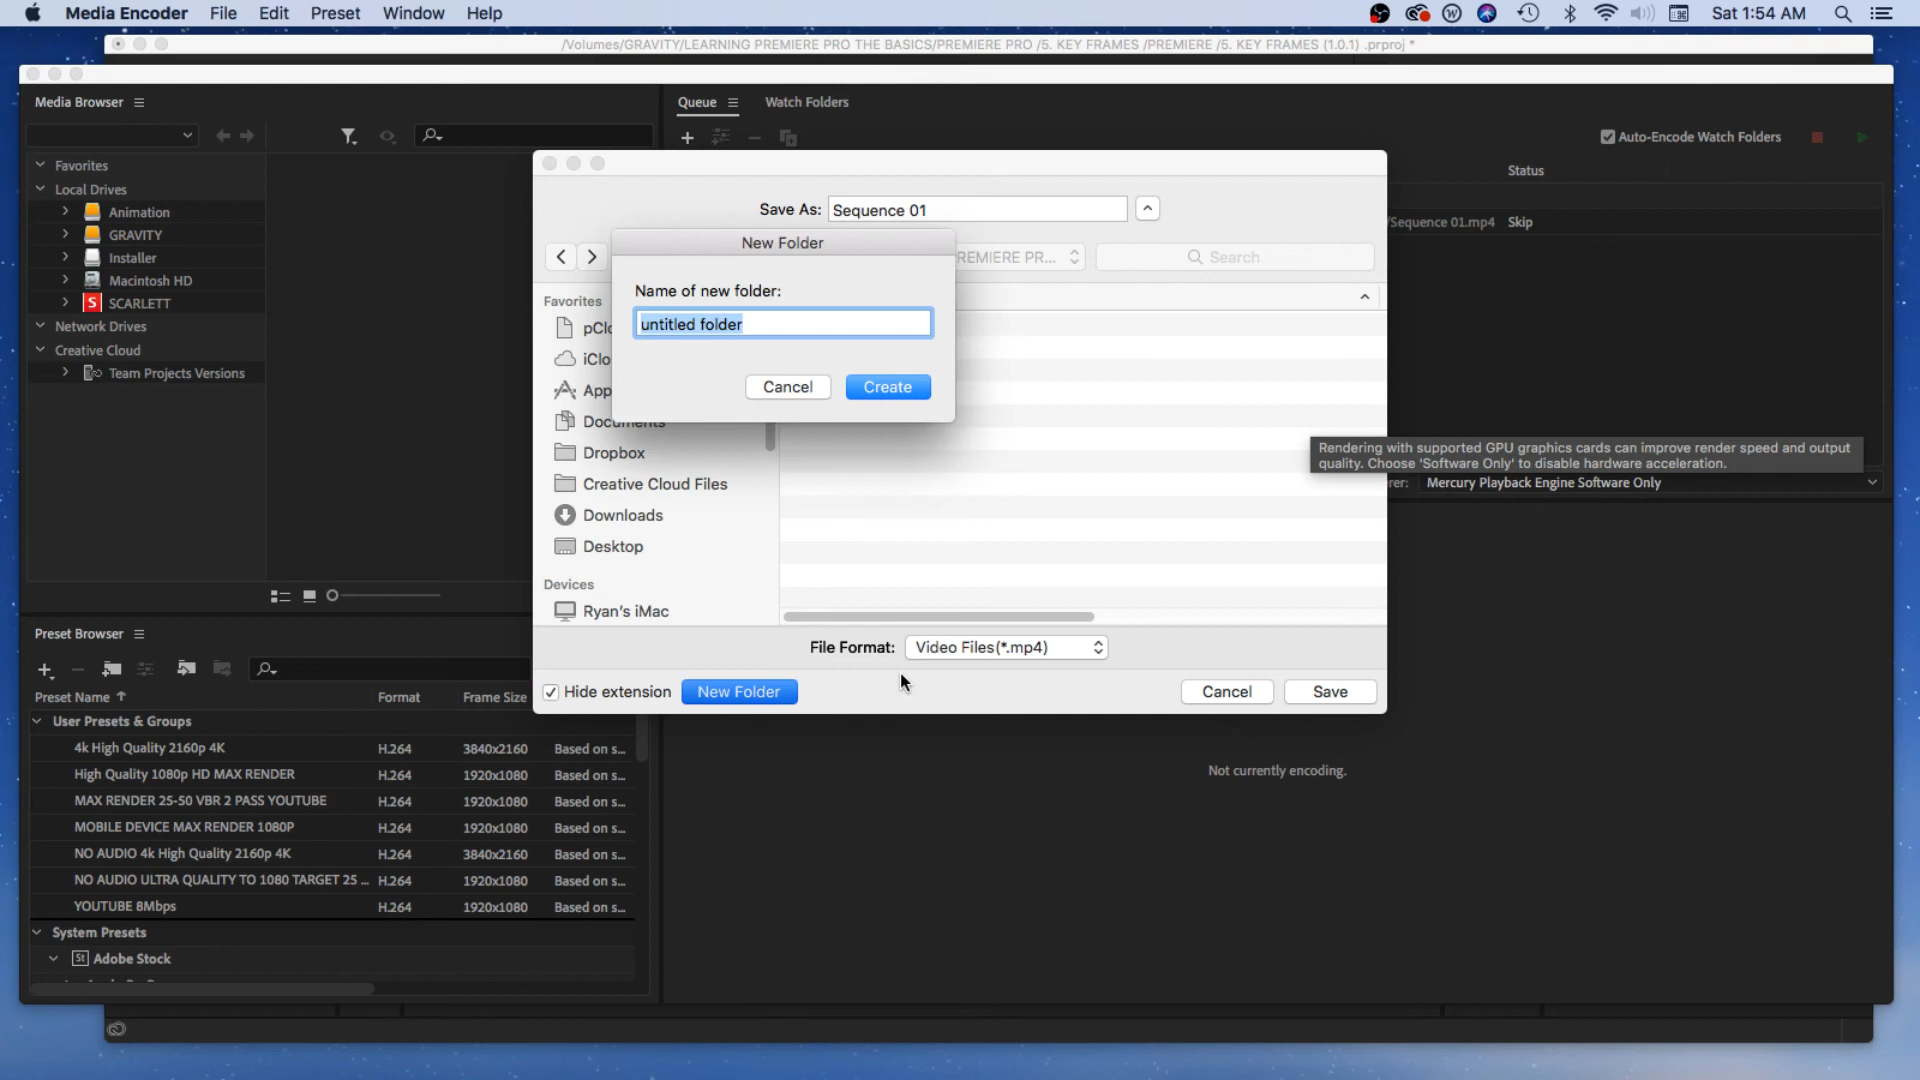 Media Encoder File Edit Preset Window Help
Sat 1:54 AM
/Volumes/GRAVITY/LEARNING PREMIERE PRO THE BASICS/PREMIERE PRO /5. KEY FRAMES /PREMIERE /5. KEY FRAMES (1.0.1) .prproj *
Media Browser
Queue
Watch Folders
Auto-Encode Watch Folders
Favorites
Local Drives
Animation
GRAVITY
Installer
Macintosh HD
SCARLETT
Network Drives
Creative Cloud
Team Projects Versions
Status
/Sequence 01.mp4 Skip
Save As: Sequence 01
REMIERE PR...
Search
New Folder
Name of new folder:
untitled folder
Cancel
Create
Favorites
pClo
iClo
App
Documents
Dropbox
Creative Cloud Files
Downloads
Desktop
Devices
Ryan's iMac
File Format: Video Files(*.mp4)
Hide extension
New Folder
Cancel
Save
Rendering with supported GPU graphics cards can improve render speed and output
quality. Choose 'Software Only' to disable hardware acceleration.
erer: Mercury Playback Engine Software Only
Not currently encoding.
Preset Browser
Preset Name Format Frame Size
User Presets & Groups
4k High Quality 2160p 4K H.264 3840x2160 Based on s...
High Quality 1080p HD MAX RENDER H.264 1920x1080 Based on s...
MAX RENDER 25-50 VBR 2 PASS YOUTUBE H.264 1920x1080 Based on s...
MOBILE DEVICE MAX RENDER 1080P H.264 1920x1080 Based on s...
NO AUDIO 4k High Quality 2160p 4K H.264 3840x2160 Based on s...
NO AUDIO ULTRA QUALITY TO 1080 TARGET 25 ... H.264 1920x1080 Based on s...
YOUTUBE 8Mbps H.264 1920x1080 Based on s...
System Presets
St Adobe Stock